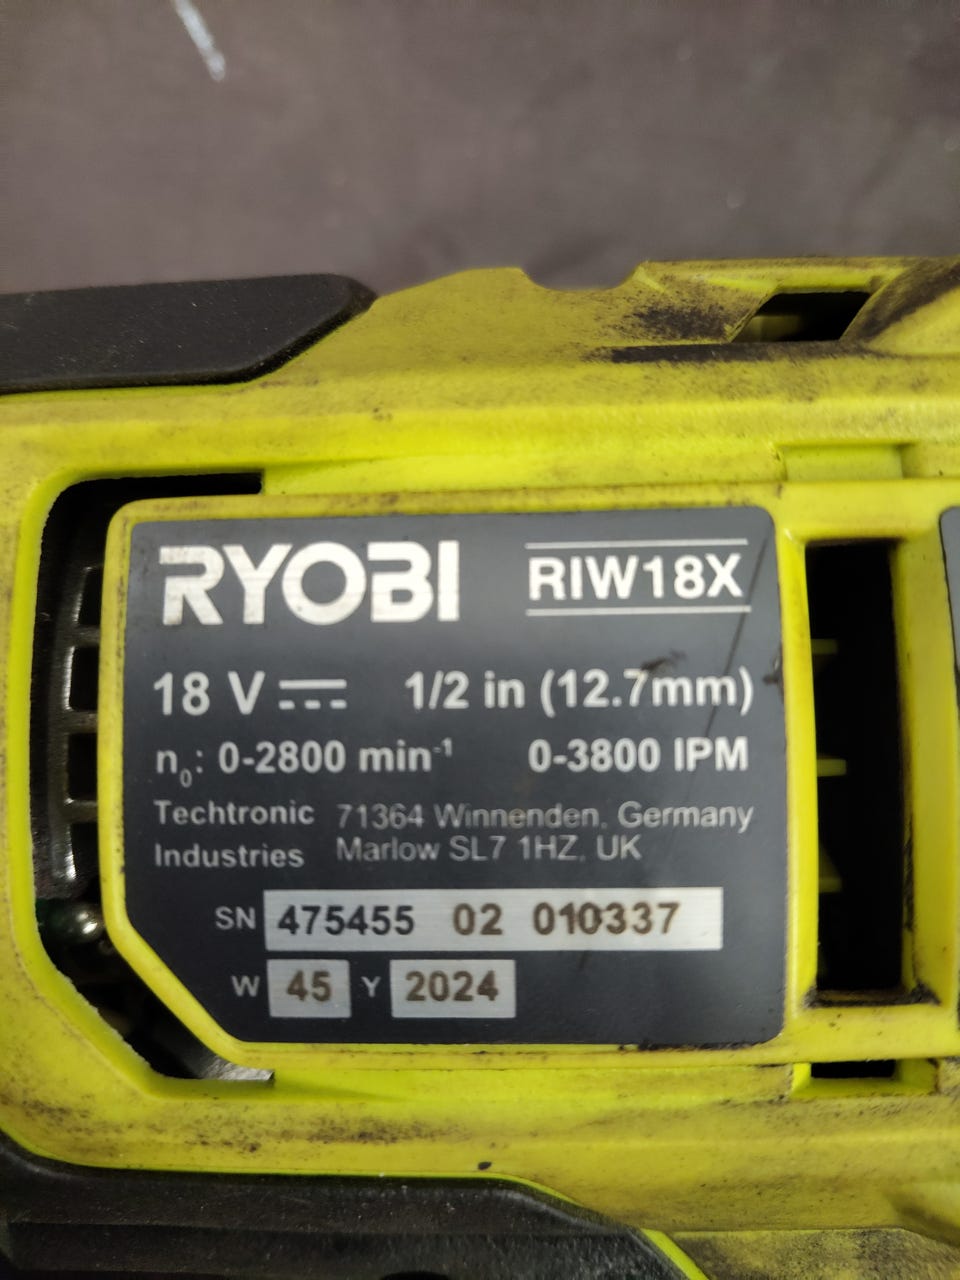 RYOBI RIW18X
18 V 1/2 in (12.7mm)
n₀: 0-2800 min⁻¹ 0-3800 IPM
Techtronic 71364 Winnenden, Germany
Industries Marlow SL7 1HZ, UK
SN 475455 02 010337
W 45 Y 2024